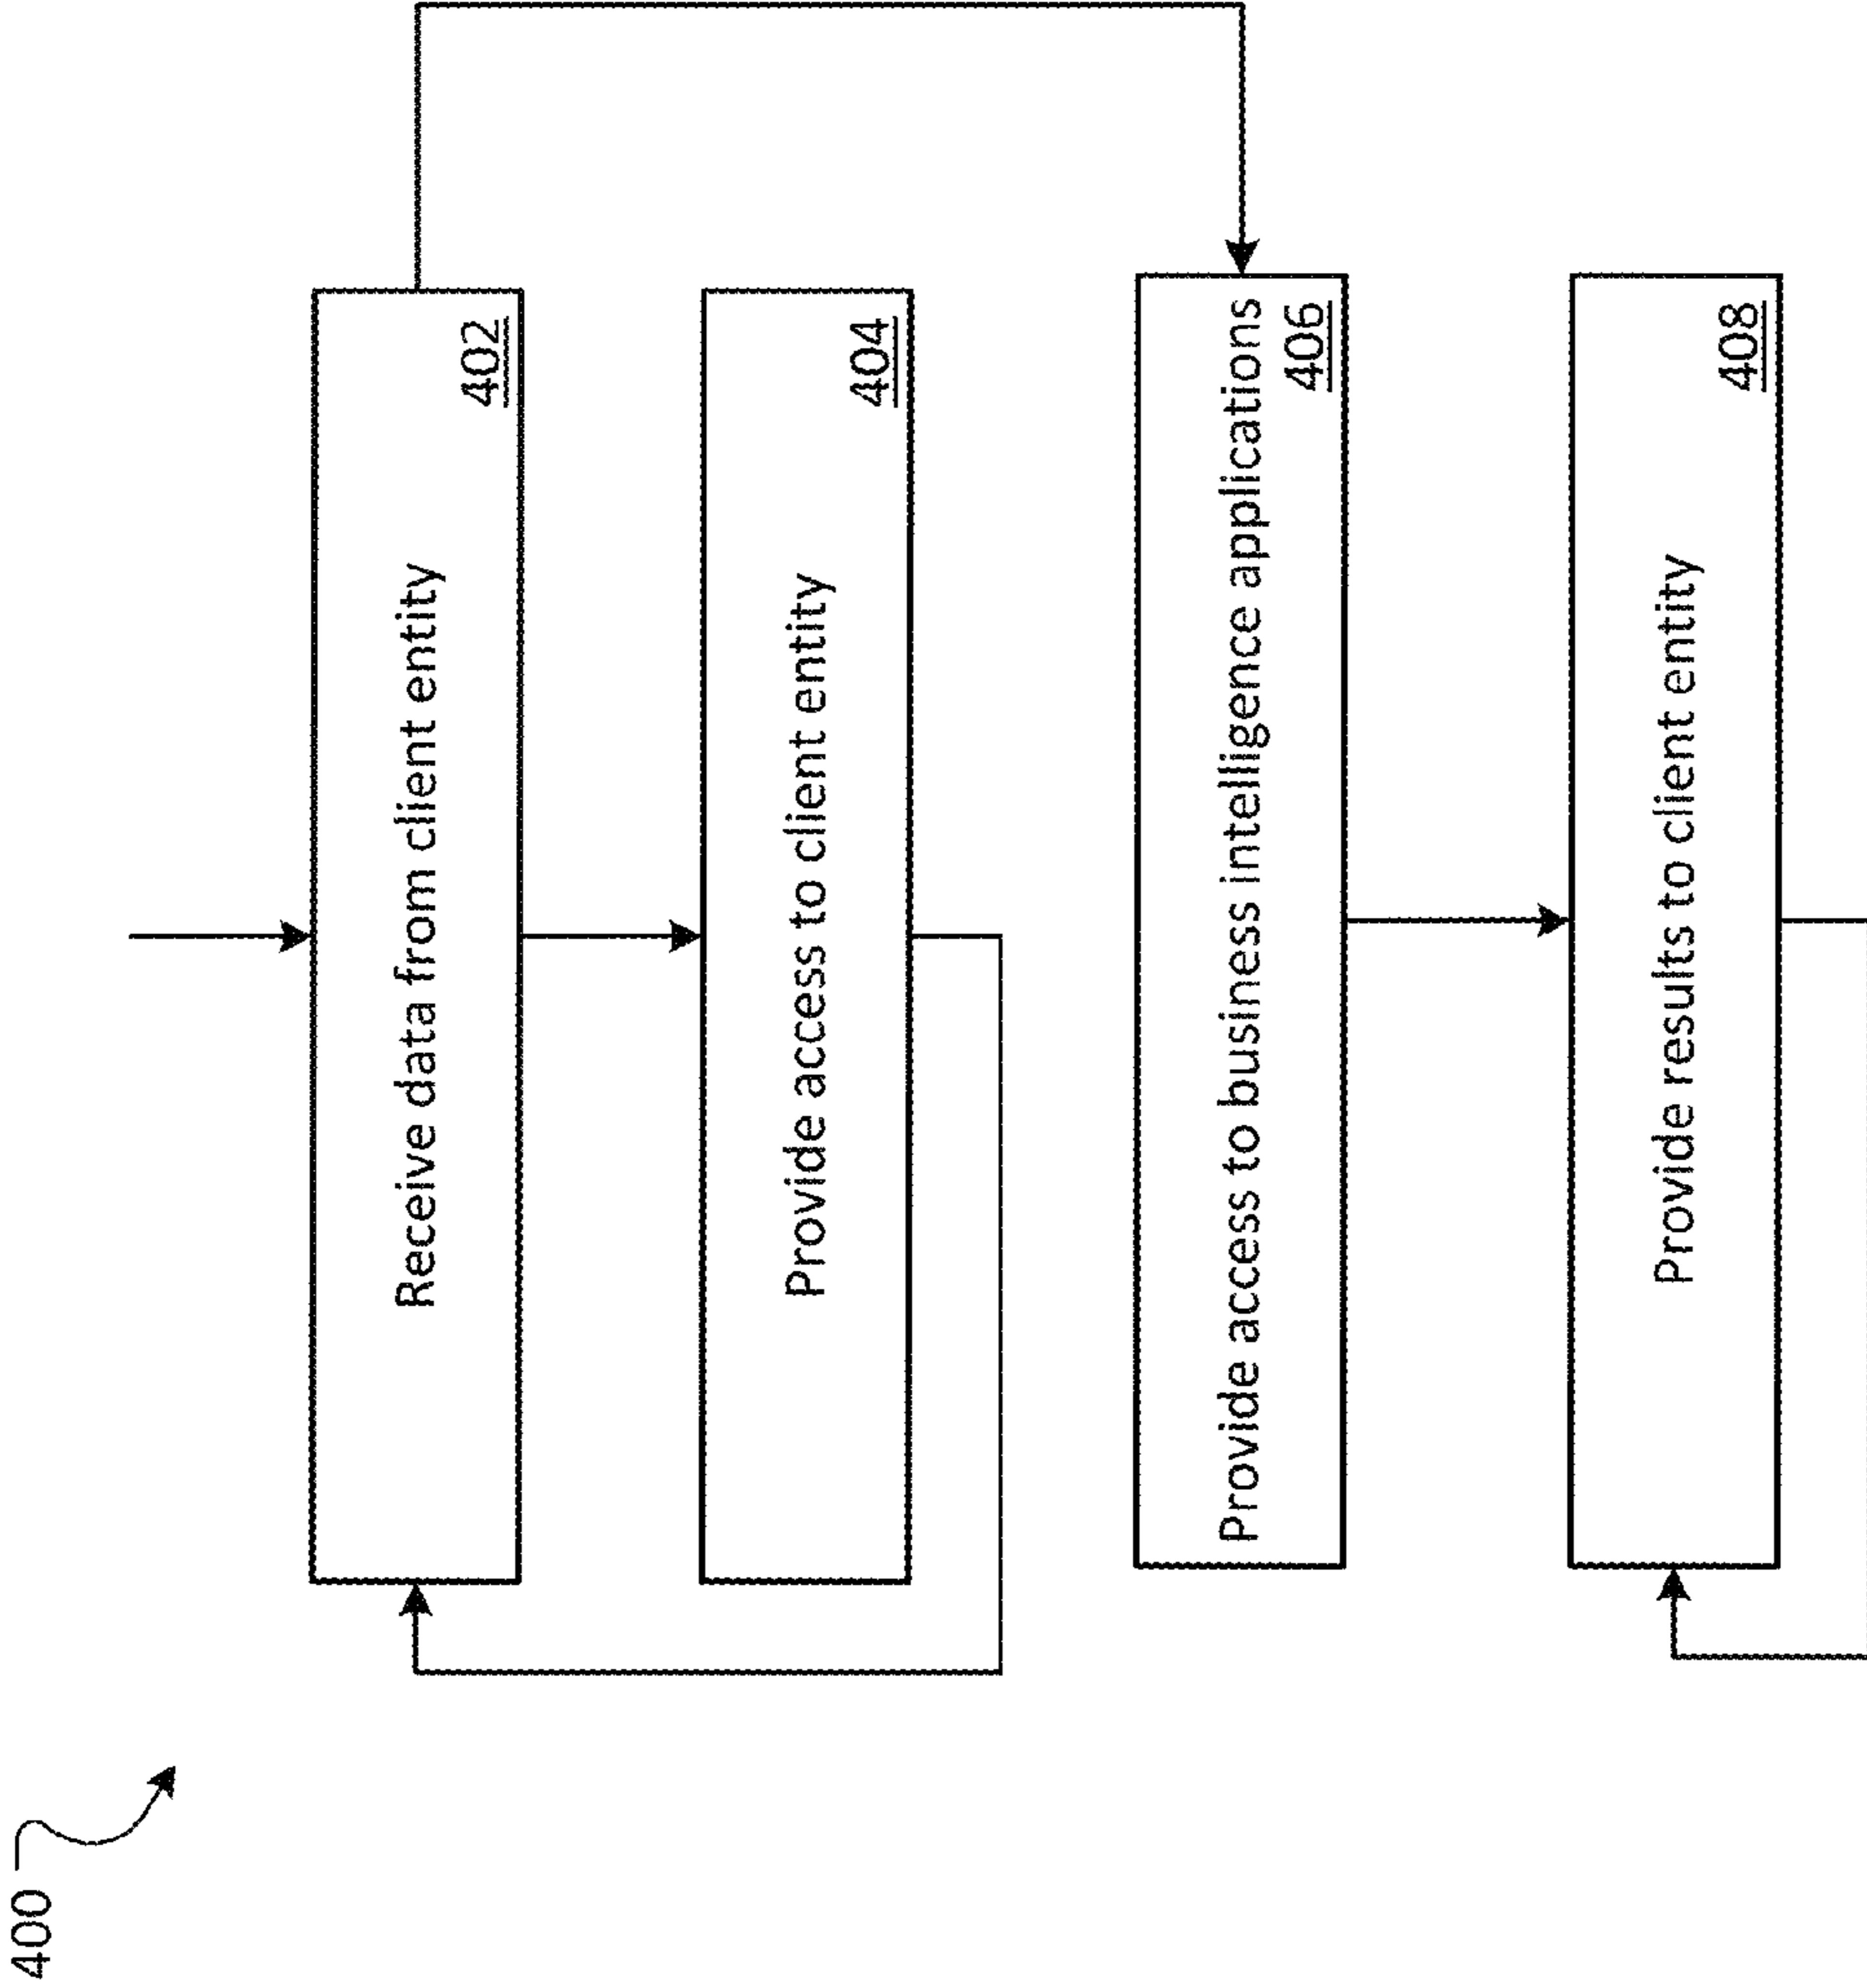 400
Receive data from client entity
402
Provide access to client entity
404
Provide access to business intelligence applications
406
Provide results to client entity
408